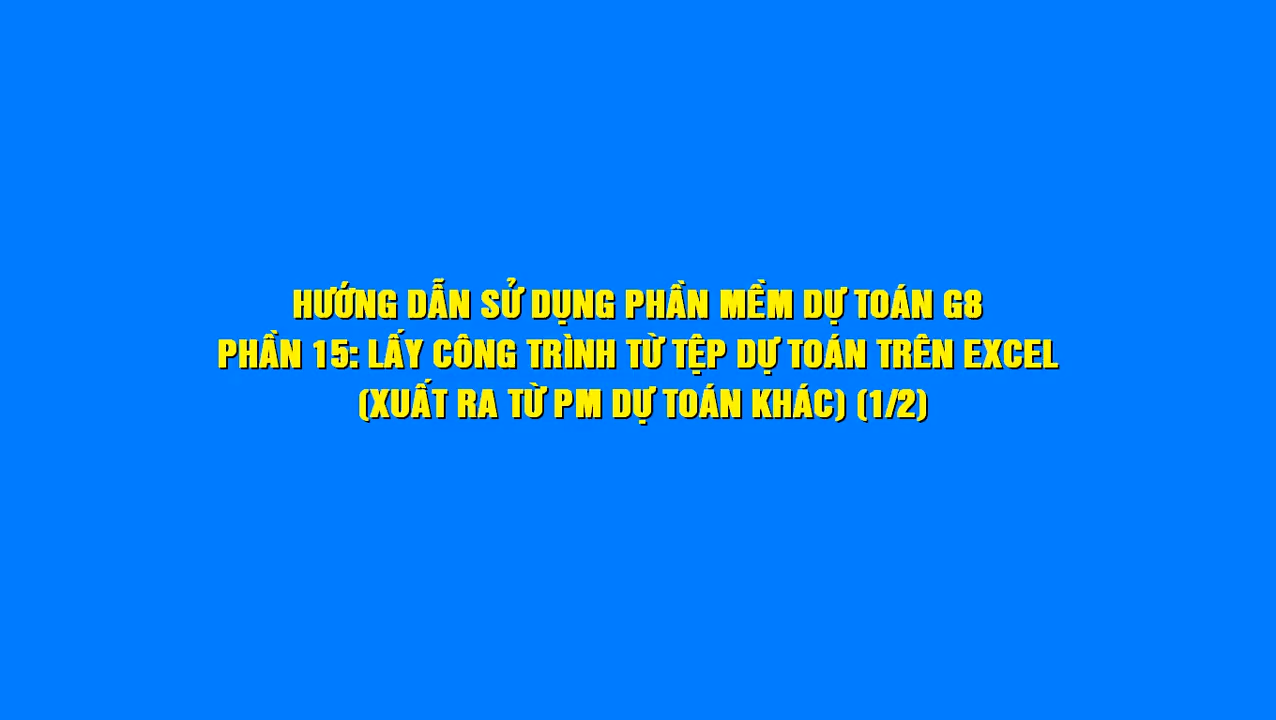 HƯỚNG DẪN SỬ DỤNG PHẦN MỀM DỰ TOÁN G8
PHẦN 15: LẤY CÔNG TRÌNH TỪ TỆP DỰ TOÁN TRÊN EXCEL
(XUẤT RA TỪ PM DỰ TOÁN KHÁC) (1/2)